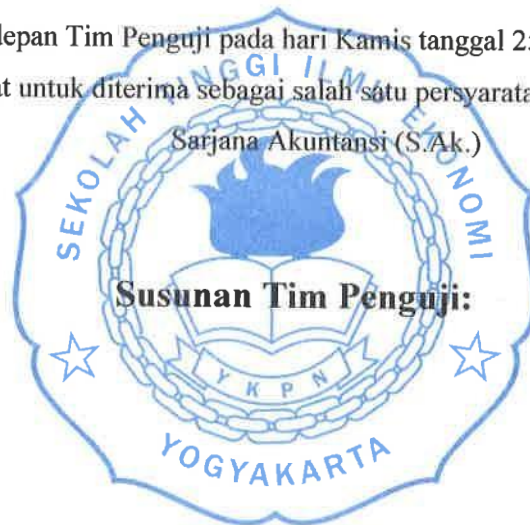 depan Tim Penguji pada hari Kamis tanggal 2
at untuk diterima sebagai salah satu persyarata
Sarjana Akuntansi (S.Ak.)
SEKOLAH TINGGI ILMU EKONOMI
Susunan Tim Penguji:
YKPN
YOGYAKARTA